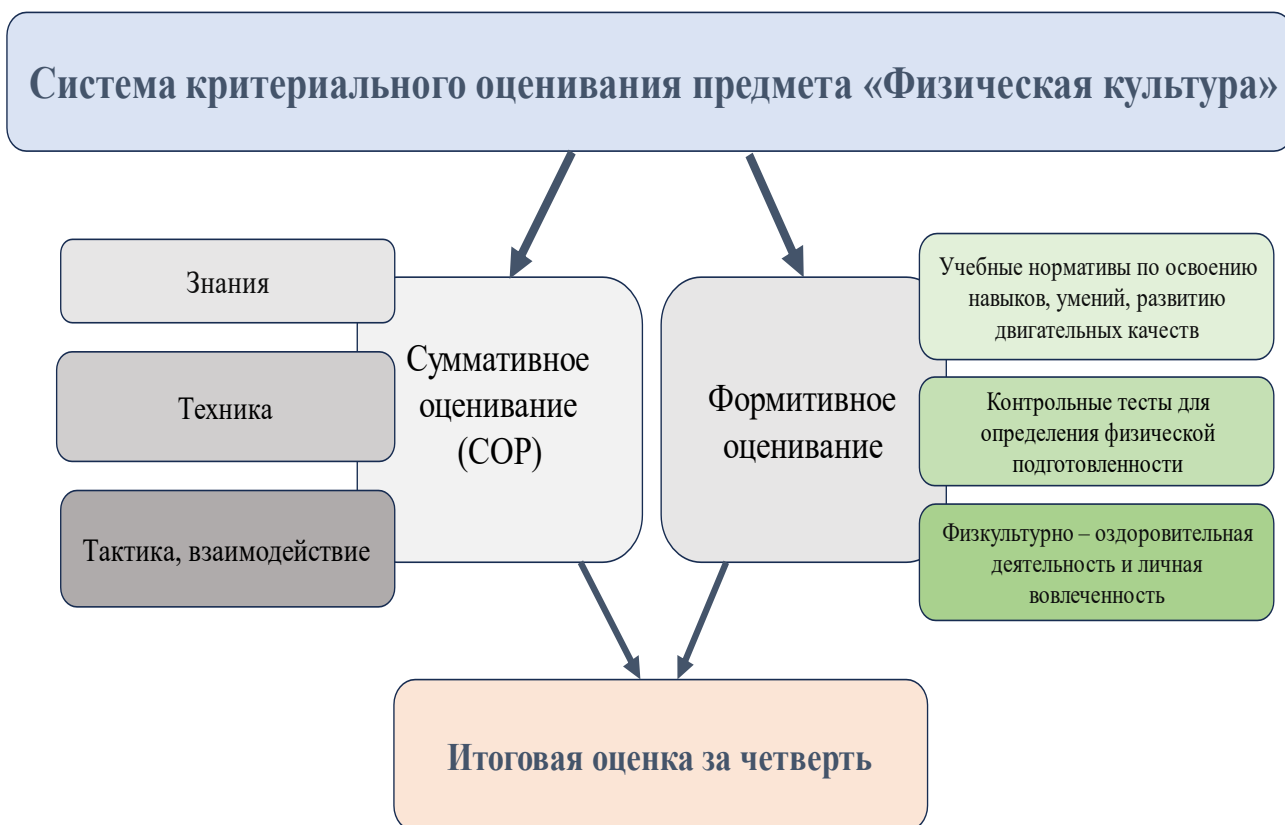 Система критериального оценивания предмета «Физическая культура»
Знания
Техника
Тактика, взаимодействие
Суммативное
оценивание
(СОР)
Формитивное
оценивание
Учебные нормативы по освоению
навыков, умений, развитию
двигательных качеств
Контрольные тесты для
определения физической
подготовленности
Физкультурно – оздоровительная
деятельность и личная
вовлеченность
Итоговая оценка за четверть